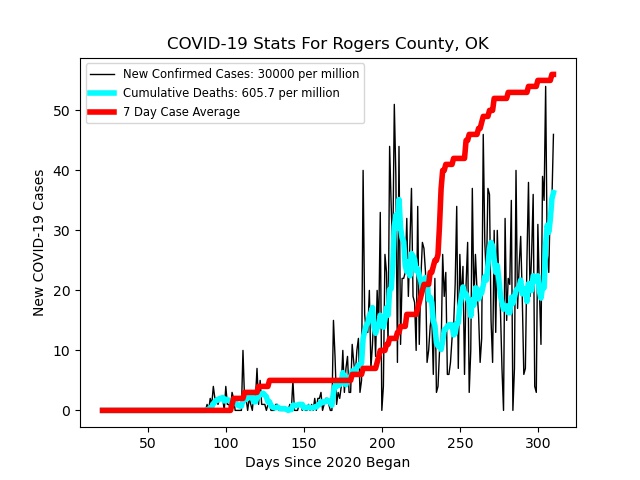 COVID-19 Stats For Rogers County, OK
New Confirmed Cases: 30000 per million
Cumulative Deaths: 605.7 per million
7 Day Case Average
New COVID-19 Cases
50
40
30
20
10
0
50 100 150 200 250 300
Days Since 2020 Began